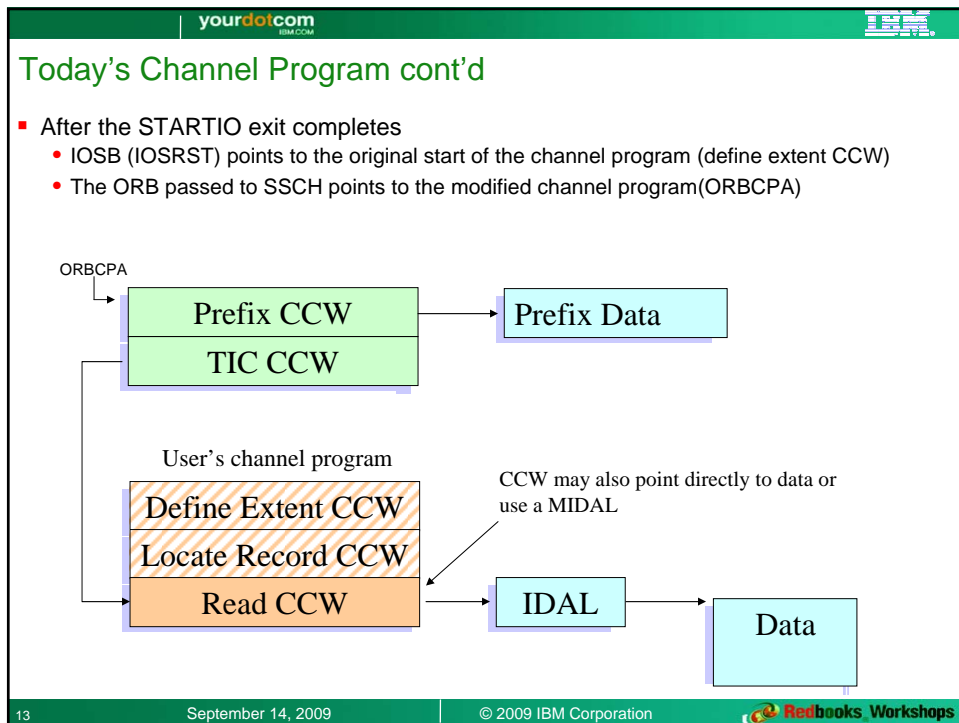 yourdotcom
IBM.COM
IBM.
Today's Channel Program cont'd
After the STARTIO exit completes
IOSB (IOSRST) points to the original start of the channel program (define extent CCW)
The ORB passed to SSCH points to the modified channel program(ORBCPA)
ORBCPA
Prefix CCW
Prefix Data
TIC CCW
User's channel program
CCW may also point directly to data or
use a MIDAL
Define Extent CCW
Locate Record CCW
Read CCW
IDAL
Data
13
September 14, 2009
© 2009 IBM Corporation
Redbooks Workshops